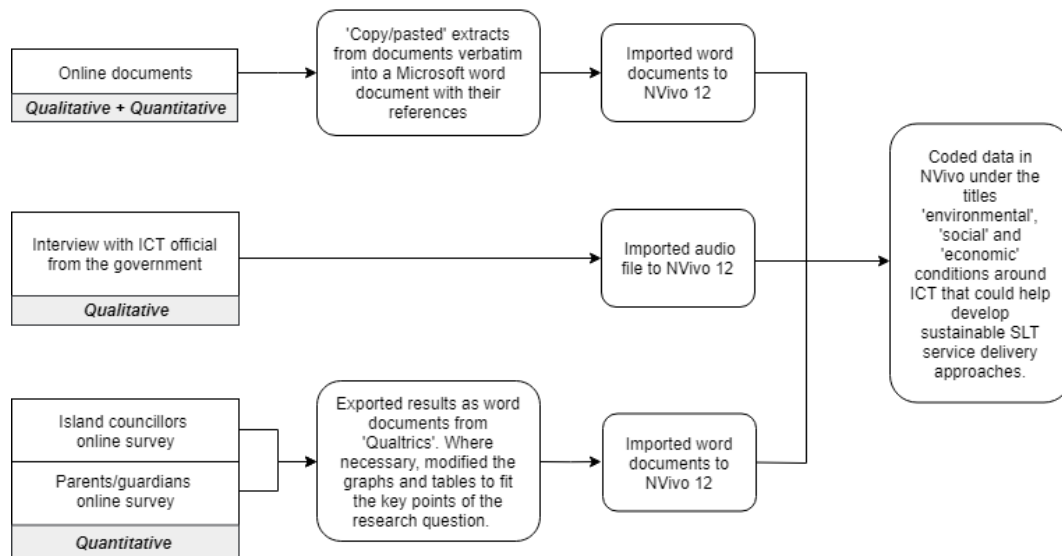 Online documents
Qualitative + Quantitative
'Copy/pasted' extracts
from documents verbatim
into a Microsoft word
document with their
references
Imported word
documents to
NVivo 12
Interview with ICT official
from the government
Qualitative
Imported audio
file to NVivo 12
Coded data in
NVivo under the
titles
'environmental',
'social' and
'economic'
conditions around
ICT that could help
develop
sustainable SLT
service delivery
approaches.
Island councillors
online survey
Parents/guardians
online survey
Quantitative
Exported results as word
documents from
'Qualtrics'. Where
necessary, modified the
graphs and tables to fit
the key points of the
research question.
Imported word
documents to
NVivo 12